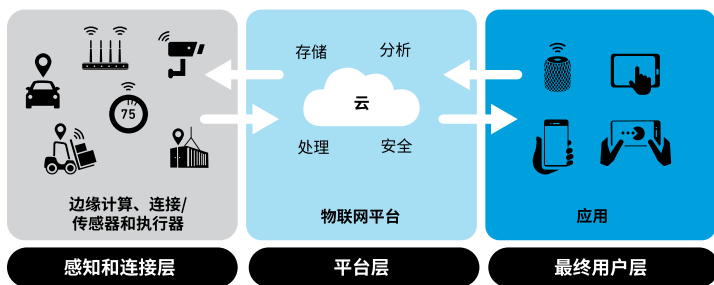 75
边缘计算、连接/
传感器和执行器
感知和连接层
存储
分析
云
处理
安全
物联网平台
平台层
应用
最终用户层